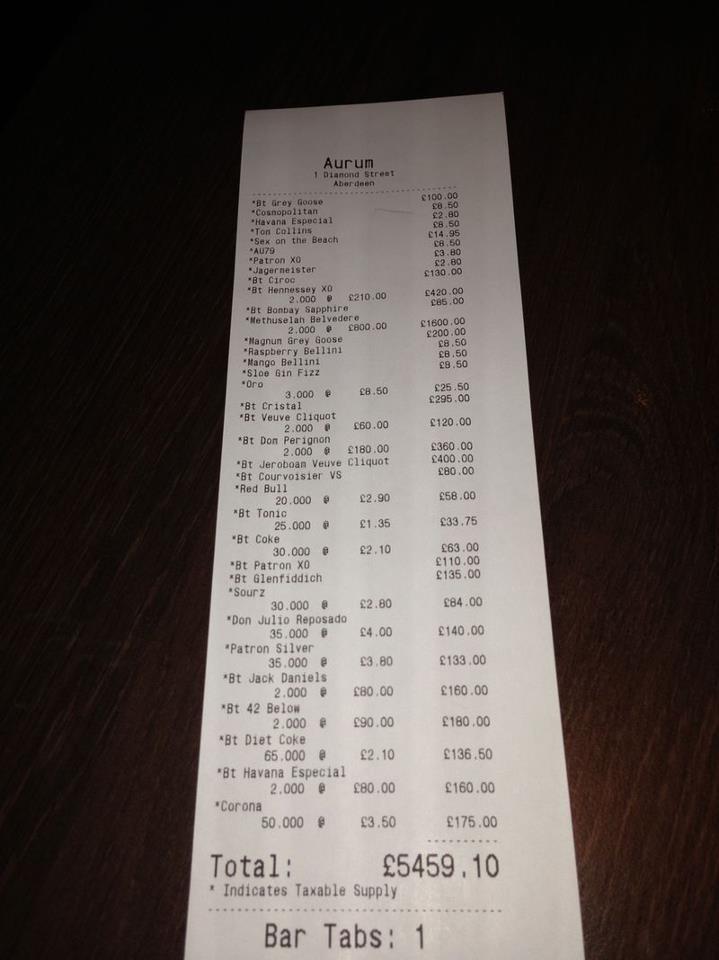 Aurum
1 Diamond Street
Aberdeen
*Bt Grey Goose £100.00
*Cosmopolitan £8.50
*Havana Especial £2.80
*Tom Collins £8.50
*Sex on the Beach £14.95
*AU79 £8.50
*Patron XO £3.80
*Jagermeister £2.80
*Bt Ciroc £130.00
*Bt Hennessey XO
2.000 @ £210.00 £420.00
*Bt Bombay Sapphire £85.00
*Methuselah Belvedere
2.000 @ £800.00 £1600.00
*Magnum Grey Goose £200.00
*Raspberry Bellini £8.50
*Mango Bellini £8.50
*Sloe Gin Fizz £8.50
*Oro
3.000 @ £8.50 £25.50
*Bt Cristal £295.00
*Bt Veuve Cliquot
2.000 @ £60.00 £120.00
*Bt Dom Perignon
2.000 @ £180.00 £360.00
*Bt Jeroboam Veuve Cliquot £400.00
*Bt Courvoisier VS £80.00
*Red Bull
20.000 @ £2.90 £58.00
*Bt Tonic
25.000 @ £1.35 £33.75
*Bt Coke
30.000 @ £2.10 £63.00
*Bt Patron XO £110.00
*Bt Glenfiddich £135.00
*Sourz
30.000 @ £2.80 £84.00
*Don Julio Reposado
35.000 @ £4.00 £140.00
*Patron Silver
35.000 @ £3.80 £133.00
*Bt Jack Daniels
2.000 @ £80.00 £160.00
*Bt 42 Below
2.000 @ £90.00 £180.00
*Bt Diet Coke
65.000 @ £2.10 £136.50
*Bt Havana Especial
2.000 @ £80.00 £160.00
*Corona
50.000 @ £3.50 £175.00
Total: £5459.10
* Indicates Taxable Supply
Bar Tabs: 1